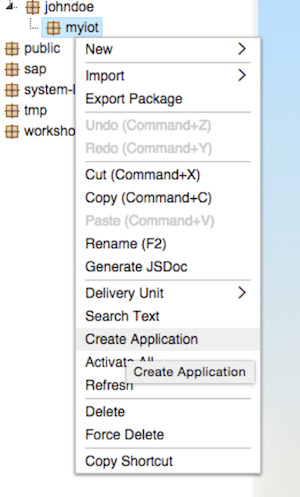 johndoe
myiot
public
sap
system-
tmp
worksho
New
Import
Export Package
Undo (Command+Z)
Redo (Command+Y)
Cut (Command+X)
Copy (Command+C)
Paste (Command+V)
Rename (F2)
Generate JSDoc
Delivery Unit
Search Text
Create Application
Activate All
Create Application
Refresh
Delete
Force Delete
Copy Shortcut